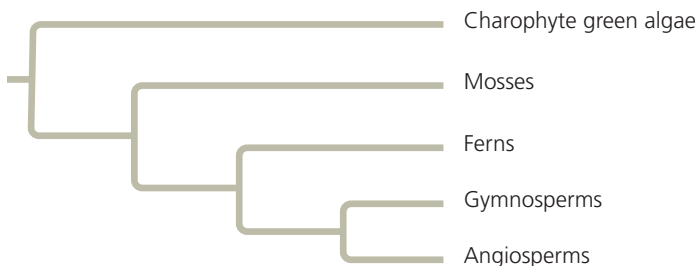 Charophyte green algae
Mosses
Ferns
Gymnosperms
Angiosperms